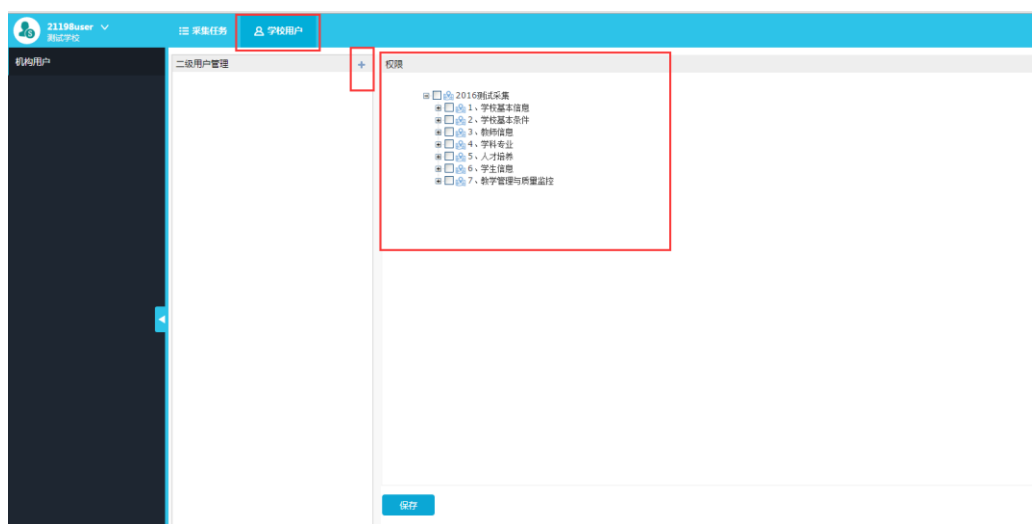 21198user
测试学校
采集任务
学校用户
机构用户
二级用户管理
+
权限
2016测试采集
1、学校基本信息
2、学校基本条件
3、教师信息
4、学科专业
5、人才培养
6、学生信息
7、教学管理与质量监控
保存